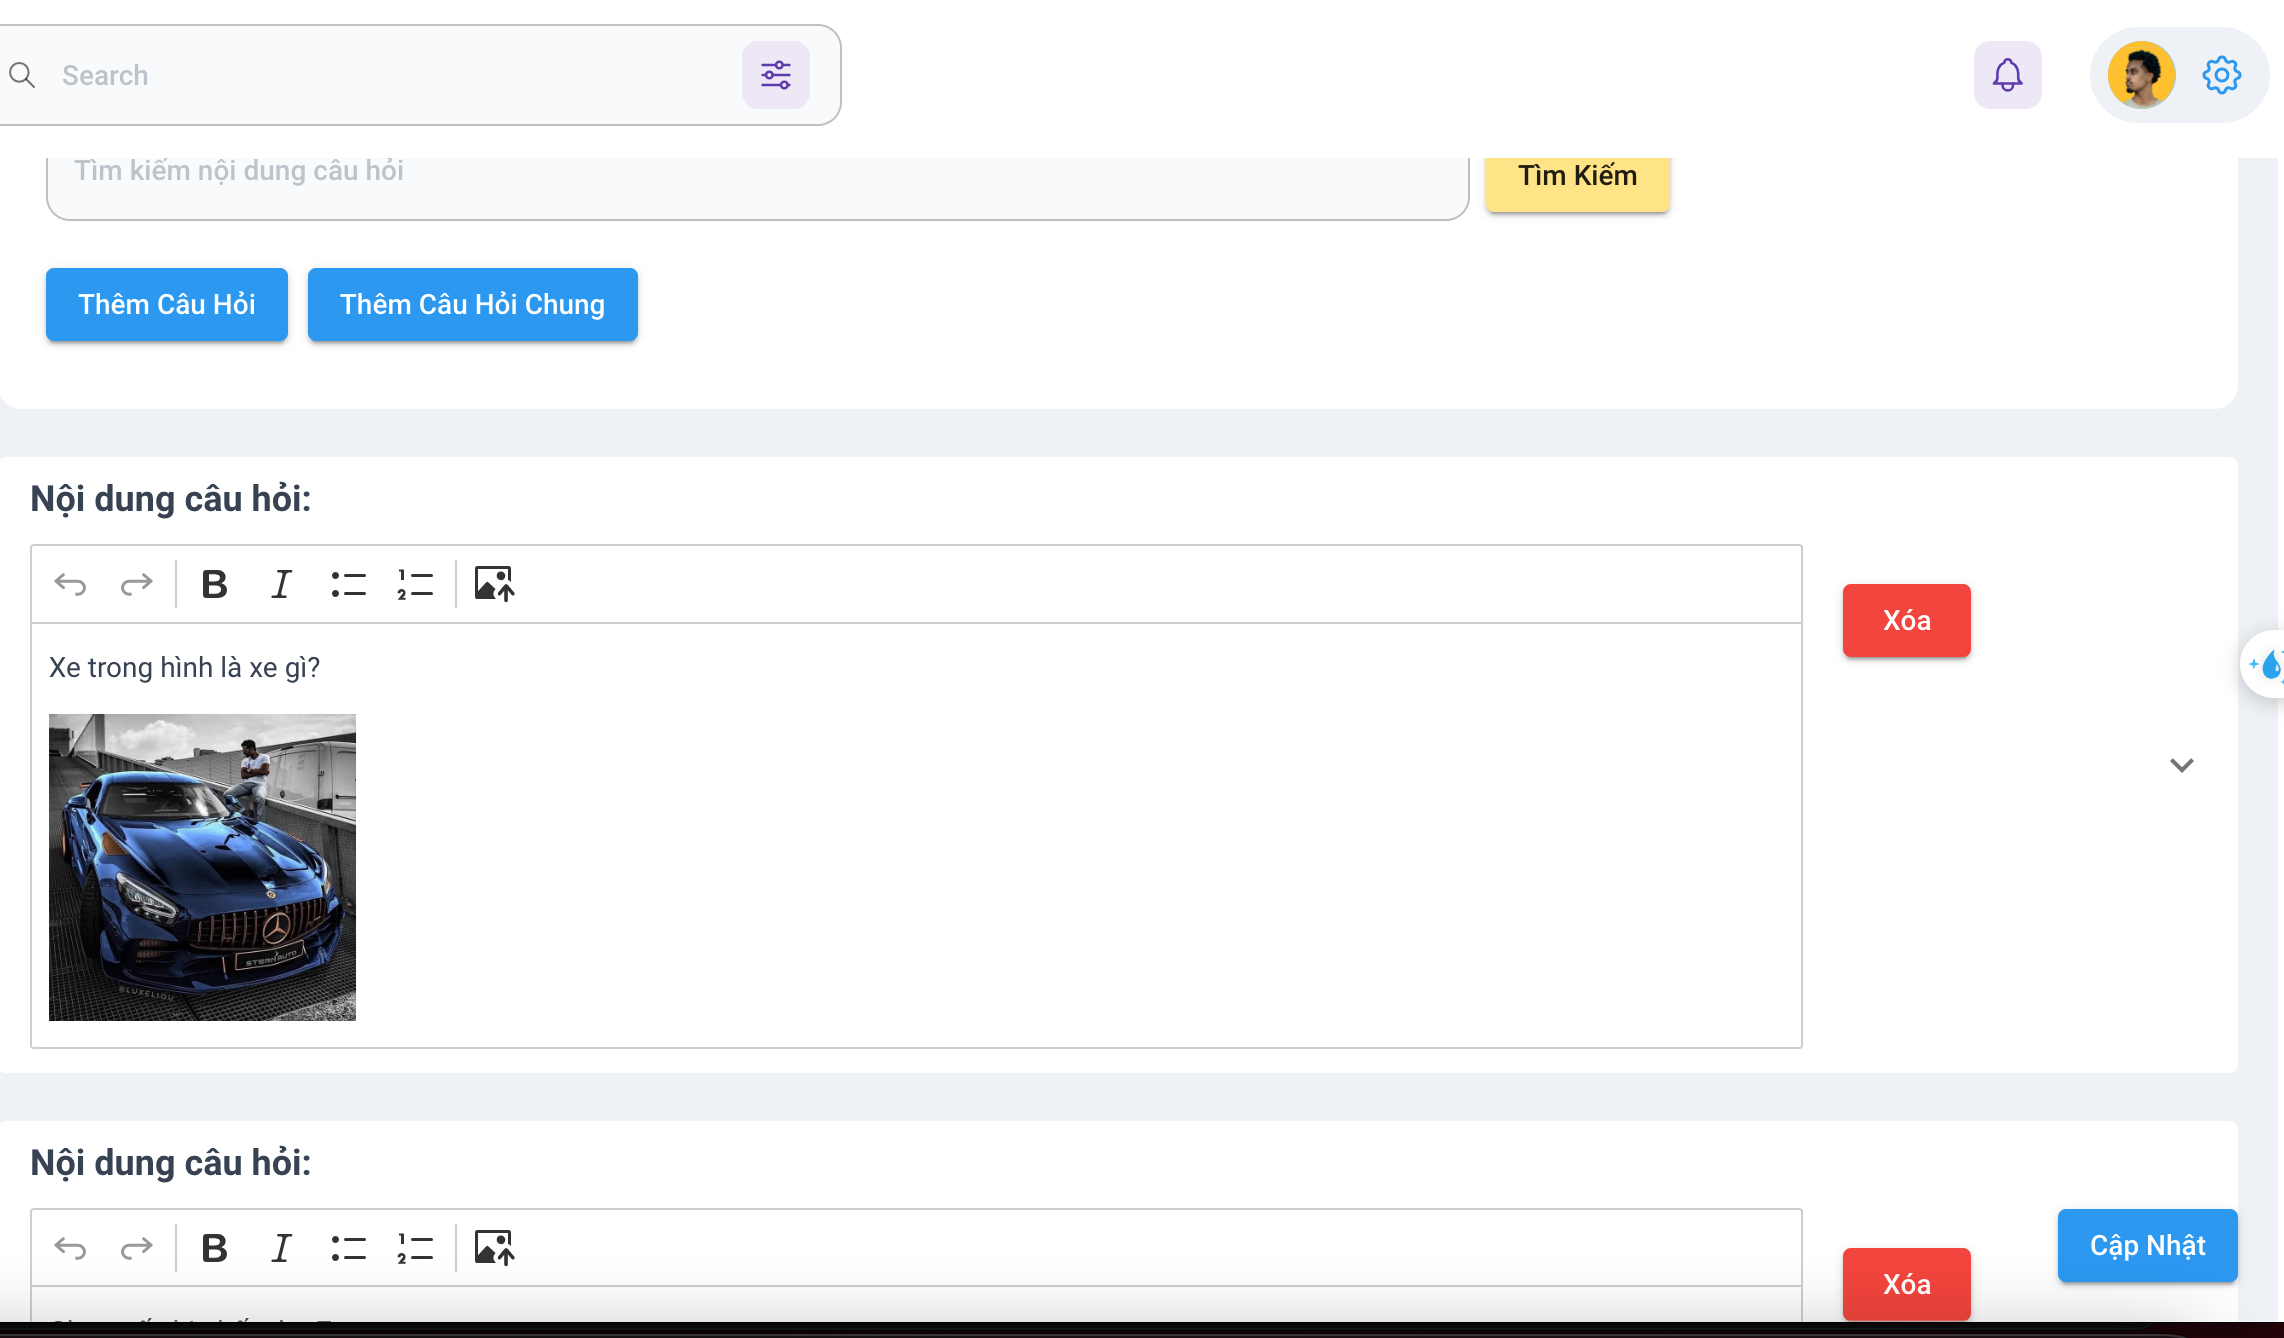 Search
Tìm kiếm nội dung câu hỏi
Tìm Kiếm
Thêm Câu Hỏi
Thêm Câu Hỏi Chung
Nội dung câu hỏi:
Xóa
Xe trong hình là xe gì?
STERNAUTO
@LUXELIOU
Nội dung câu hỏi:
Cập Nhật
Xóa